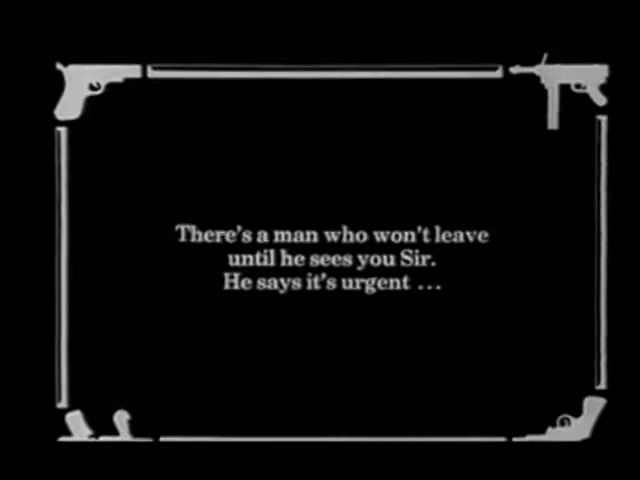 There's a man who won't leave
until he sees you Sir.
He says it's urgent ...